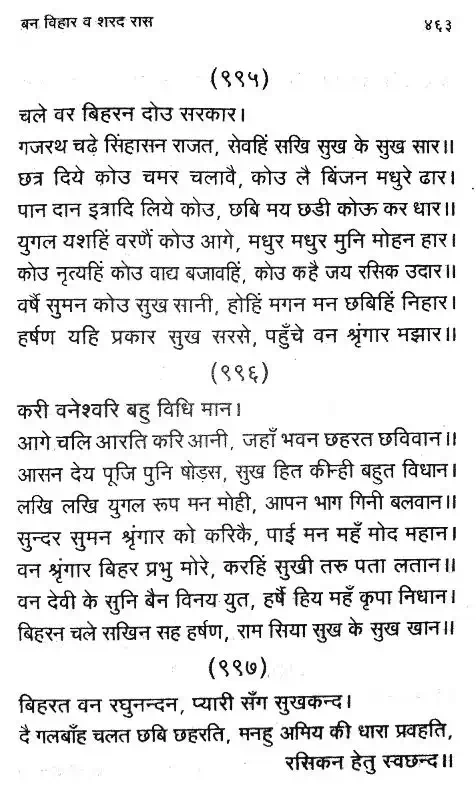 बन विहार व शरद रास ४६३
(९९५)
चले वर बिहरन दोउ सरकार।
गजरथ चढ़े सिंहासन राजत, सेवहिं सखि सुख के सुख सार॥
छत्र दिये कोउ चमर चलावै, कोउ लै बिंजन मधुरे ढार।
पान दान इत्रादि लिये कोउ, छबि मय छडी कोऊ कर धार॥
युगल यशहिं वरणैं कोउ आगे, मधुर मधुर मुनि मोहन हार।
कोउ नृत्यहिं कोउ वाद्य बजावहिं, कोउ कहै जय रसिक उदार॥
वर्षै सुमन कोउ सुख सानी, होहिं मगन मन छबिहिं निहार।
हर्षण यहि प्रकार सुख सरसे, पहुँचे वन श्रृंगार मझार॥
(९९६)
करी वनेश्वरि बहु विधि मान।
आगे चलि आरति करि आनी, जहाँ भवन छहरत छविवान॥
आसन देय पूजि पुनि षोड़स, सुख हित कीन्ही बहुत विधान।
लखि लखि युगल रूप मन मोही, आपन भाग गिनी बलवान॥
सुन्दर सुमन श्रृंगार को करिकै, पाई मन महँ मोद महान।
वन श्रृंगार बिहर प्रभु मोरे, करहिं सुखी तरु पता लतान॥
वन देवी के सुनि बैन विनय युत, हर्षे हिय महँ कृपा निधान।
बिहरन चले सखिन सह हर्षण, राम सिया सुख के सुख खान॥
(९९७)
बिहरत वन रघुनन्दन, प्यारी सँग सुखकन्द।
दै गलबाँह चलत छबि छहरति, मनहु अमिय की धारा प्रवहति,
रसिकन हेतु स्वछन्द॥